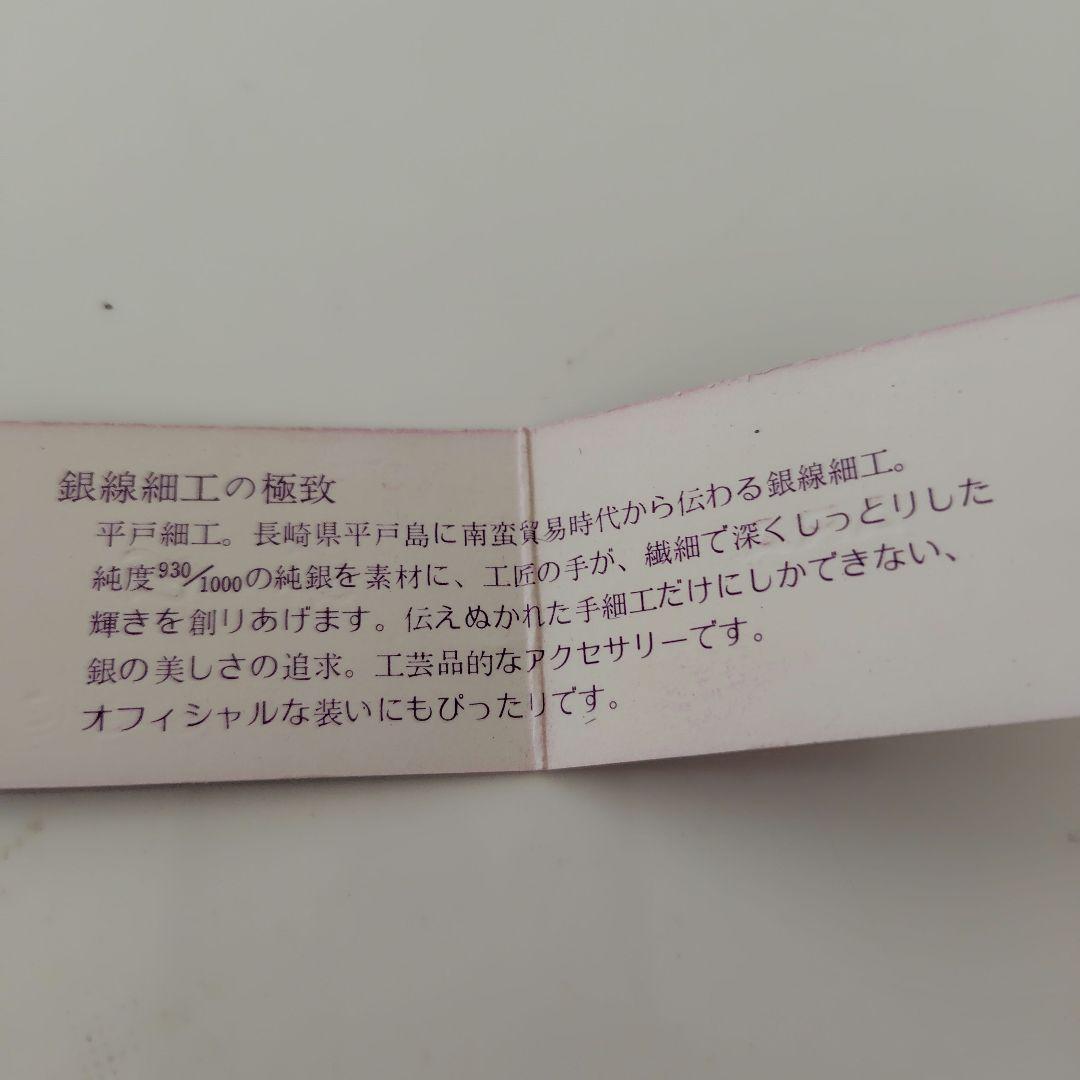 銀線細工の極致
平戸細工。長崎県平戸島に南蛮貿易時代から伝わる銀線細工。
純度930/1000の純銀を素材に、工匠の手が、繊細で深くしっとりした
輝きを創りあげます。伝えぬかれた手細工だけにしかできない、
銀の美しさの追求。工芸品的なアクセサリーです。
オフィシャルな装いにもぴったりです。